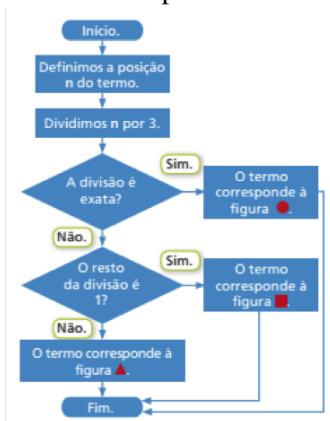 Início.
Definimos a posição
n do termo.
Dividimos n por 3.
A divisão é
exata?
Sim.
O termo
corresponde à
figura .
Não.
O resto
da divisão é
1?
Sim.
O termo
corresponde à
figura .
Não.
O termo corresponde à
figura .
Fim.